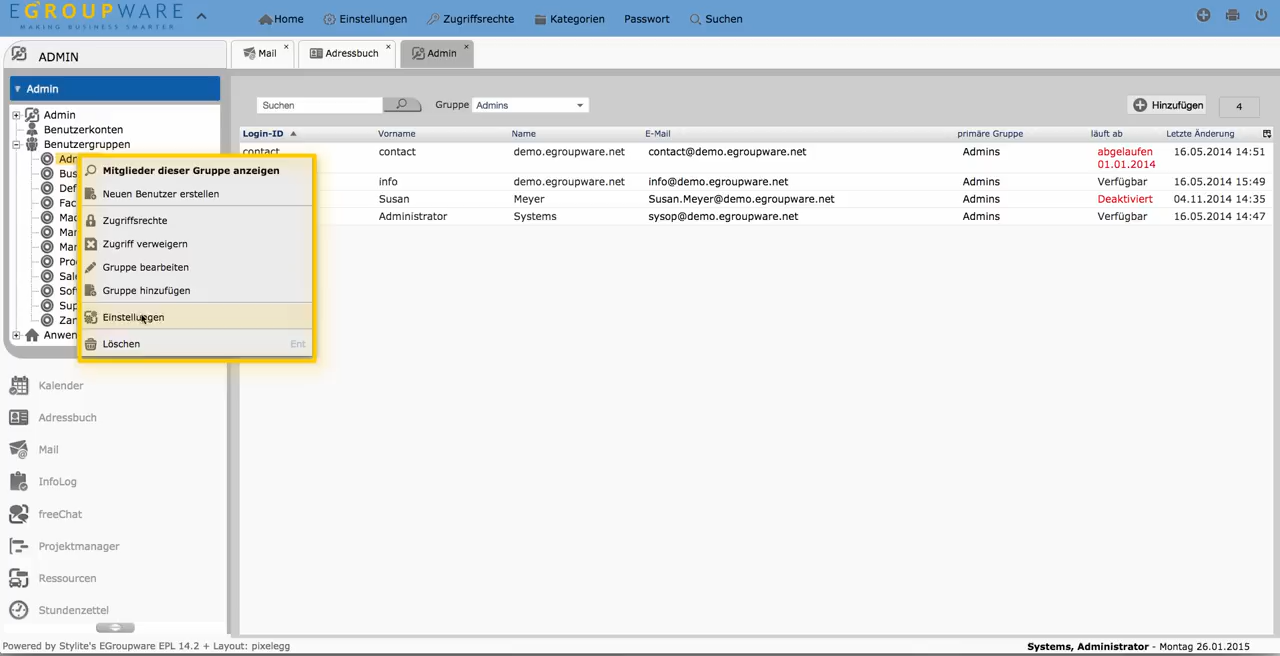 EGROUPWARE
MAKING BUSINESS SMARTER
Home Einstellungen Zugriffsrechte Kategorien Passwort Suchen
ADMIN
Mail Adressbuch Admin
Admin
Admin
Benutzerkonten
Benutzergruppen
Mitglieder dieser Gruppe anzeigen
Neuen Benutzer erstellen
Zugriffsrechte
Zugriff verweigern
Gruppe bearbeiten
Gruppe hinzufügen
Einstellungen
Löschen Ent
Kalender
Adressbuch
Mail
InfoLog
freeChat
Projektmanager
Ressourcen
Stundenzettel
Suchen Gruppe Admins Hinzufügen 4
Login-ID Vorname Name E-Mail primäre Gruppe läuft ab Letzte Änderung
contact contact demo.egroupware.net contact@demo.egroupware.net Admins abgelaufen 16.05.2014 14:51
01.01.2014
info demo.egroupware.net info@demo.egroupware.net Admins Verfügbar 16.05.2014 15:49
Susan Meyer Susan.Meyer@demo.egroupware.net Admins Deaktiviert 04.11.2014 14:35
Administrator Systems sysop@demo.egroupware.net Admins Verfügbar 16.05.2014 14:47
Powered by Stylite's EGroupware EPL 14.2 + Layout: pixelegg
Systems, Administrator - Montag 26.01.2015